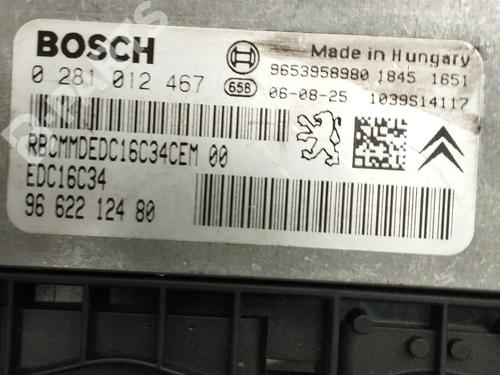 BOSCH
Made in Hungary
9653958980 1845 1651
0 281 012 467
658 06-08-25 1039S14117
RBCMMDEDC16C34CEM 00
EDC16C34
96 622 124 80